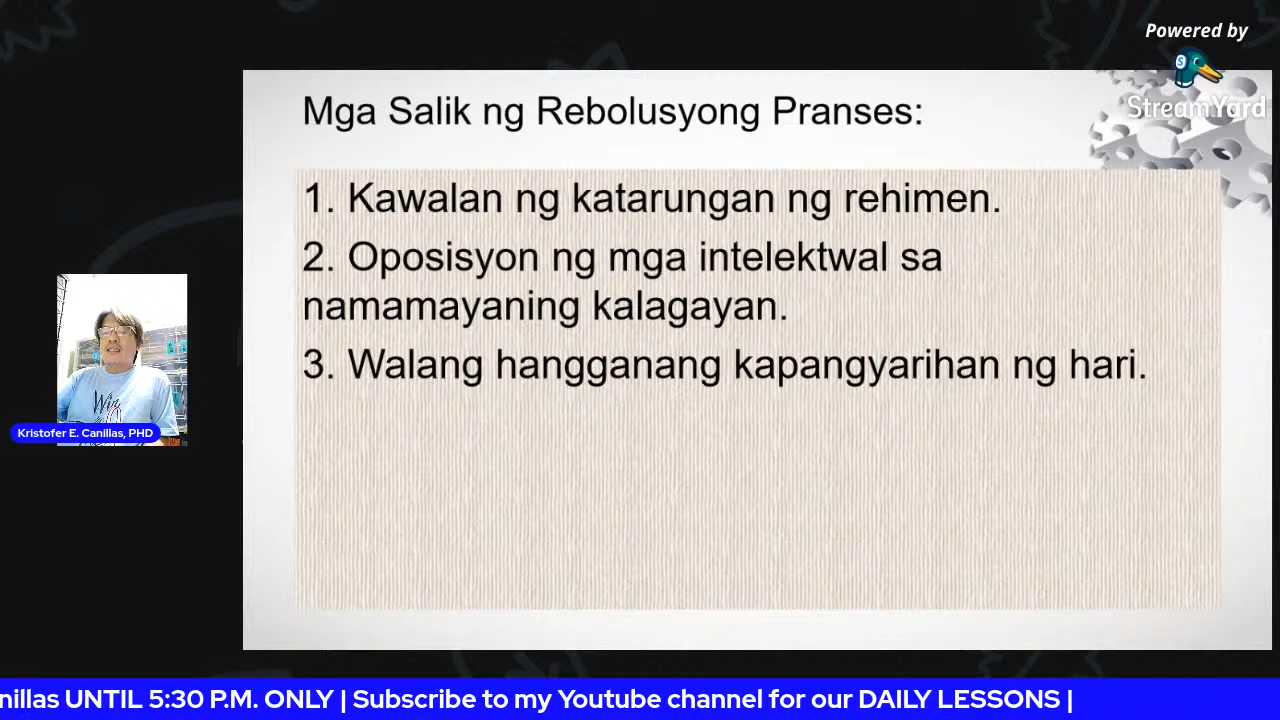 Powered by
StreamYard
Mga Salik ng Rebolusyong Pranses:
1. Kawalan ng katarungan ng rehimen.
2. Oposisyon ng mga intelektwal sa
namamayaning kalagayan.
3. Walang hangganang kapangyarihan ng hari.
Kristofer E. Canillas, PHD
nillas UNTIL 5:30 P.M. ONLY | Subscribe to my Youtube channel for our DAILY LESSONS |